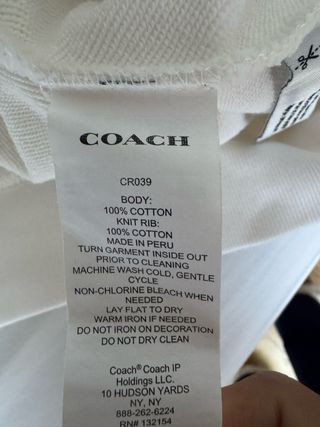 COACH
CR039
BODY:
100% COTTON
KNIT RIB:
100% COTTON
MADE IN PERU
TURN GARMENT INSIDE OUT
PRIOR TO CLEANING
MACHINE WASH COLD, GENTLE
CYCLE
NON-CHLORINE BLEACH WHEN
NEEDED
LAY FLAT TO DRY
WARM IRON IF NEEDED
DO NOT IRON ON DECORATION
DO NOT DRY CLEAN
Coach® Coach IP
Holdings LLC.
10 HUDSON YARDS
NY, NY
888-262-6224
RN# 132154